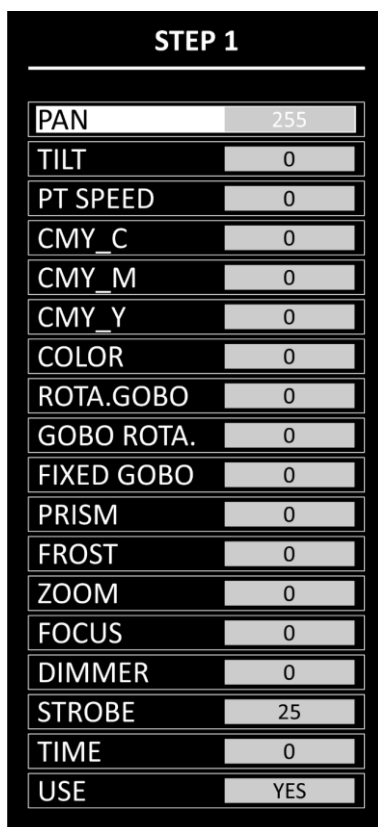 STEP 1
PAN 255
TILT 0
PT SPEED 0
CMY_C 0
CMY_M 0
CMY_Y 0
COLOR 0
ROTA.GOBO 0
GOBO ROTA. 0
FIXED GOBO 0
PRISM 0
FROST 0
ZOOM 0
FOCUS 0
DIMMER 0
STROBE 25
TIME 0
USE YES